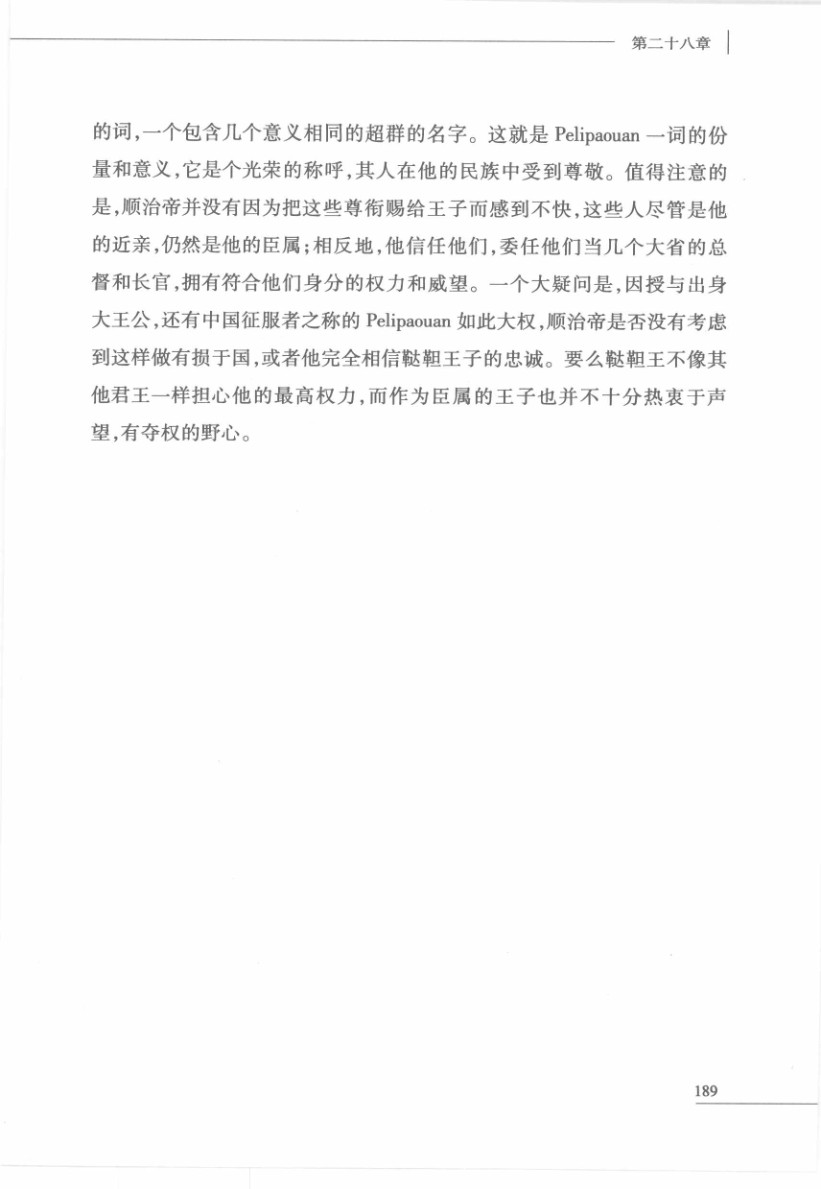 第二十八章
的词,一个包含几个意义相同的超群的名字。这就是 Pelipaouan 一词的份
量和意义,它是个光荣的称呼,其人在他的民族中受到尊敬。值得注意的
是,顺治帝并没有因为把这些尊衔赐给王子而感到不快,这些人尽管是他
的近亲,仍然是他的臣属;相反地,他信任他们,委任他们当几个大省的总
督和长官,拥有符合他们身分的权力和威望。一个大疑问是,因授与出身
大王公,还有中国征服者之称的 Pelipaouan 如此大权,顺治帝是否没有考虑
到这样做有损于国,或者他完全相信鞑靼王子的忠诚。要么鞑靼王不像其
他君王一样担心他的最高权力,而作为臣属的王子也并不十分热衷于声
望,有夺权的野心。
189